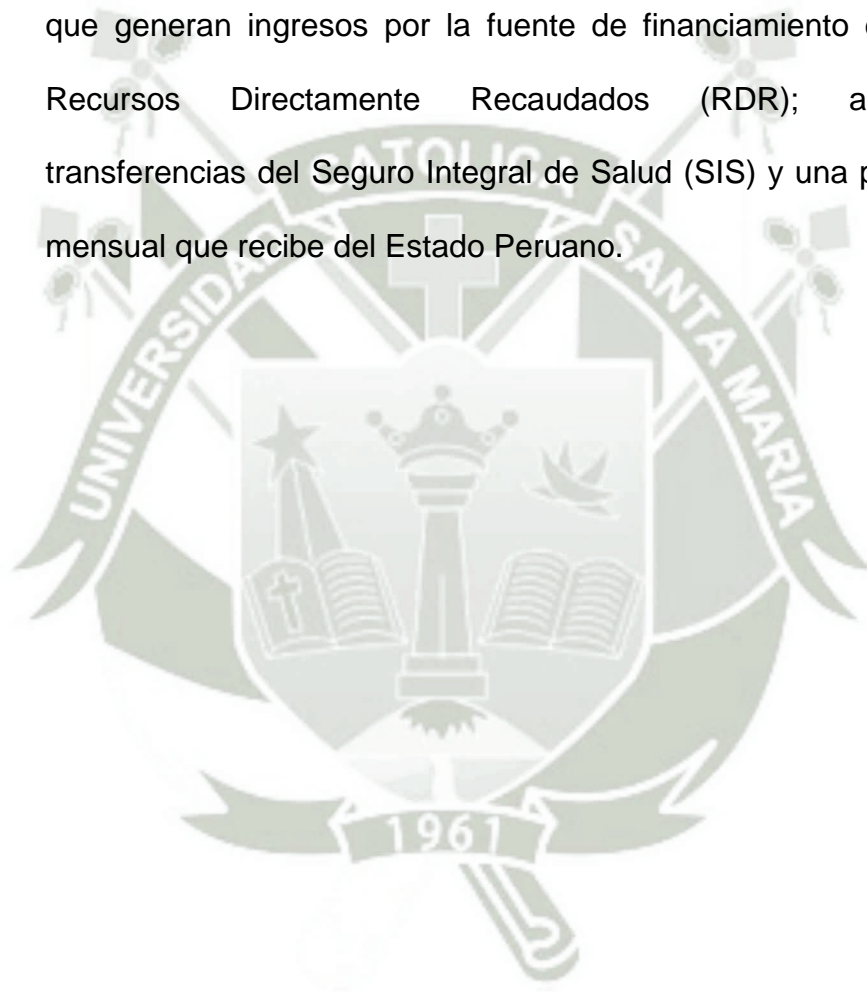 que generan ingresos por la fuente de financiamiento
Recursos Directamente Recaudados (RDR);
transferencias del Seguro Integral de Salud (SIS) y una
mensual que recibe del Estado Peruano.
UNIVERSIDAD CATOLICA SANTA MARIA
1961